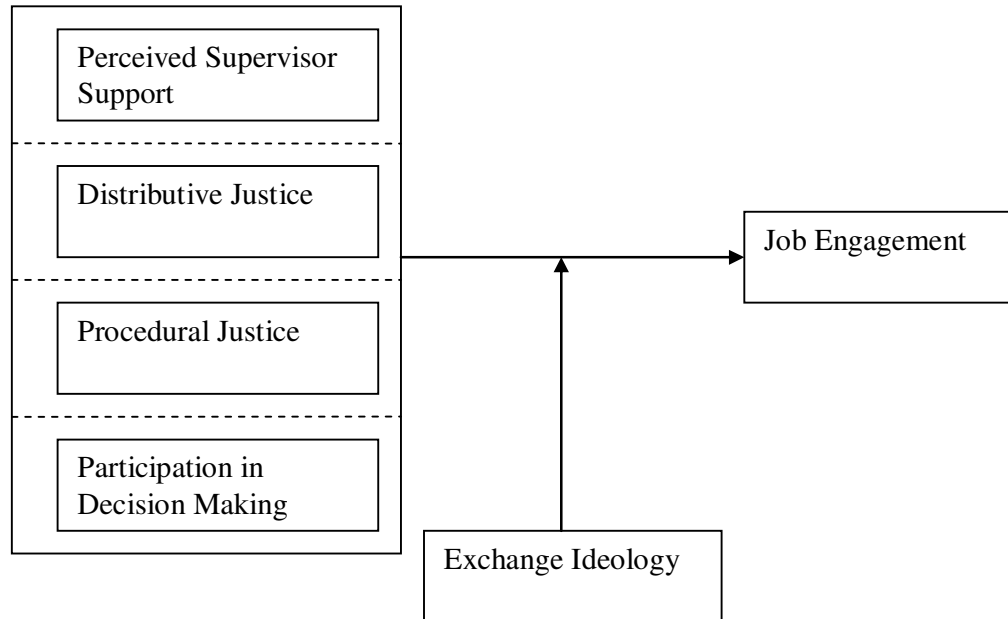 Perceived Supervisor
Support
Distributive Justice
Job Engagement
Procedural Justice
Participation in
Decision Making
Exchange Ideology